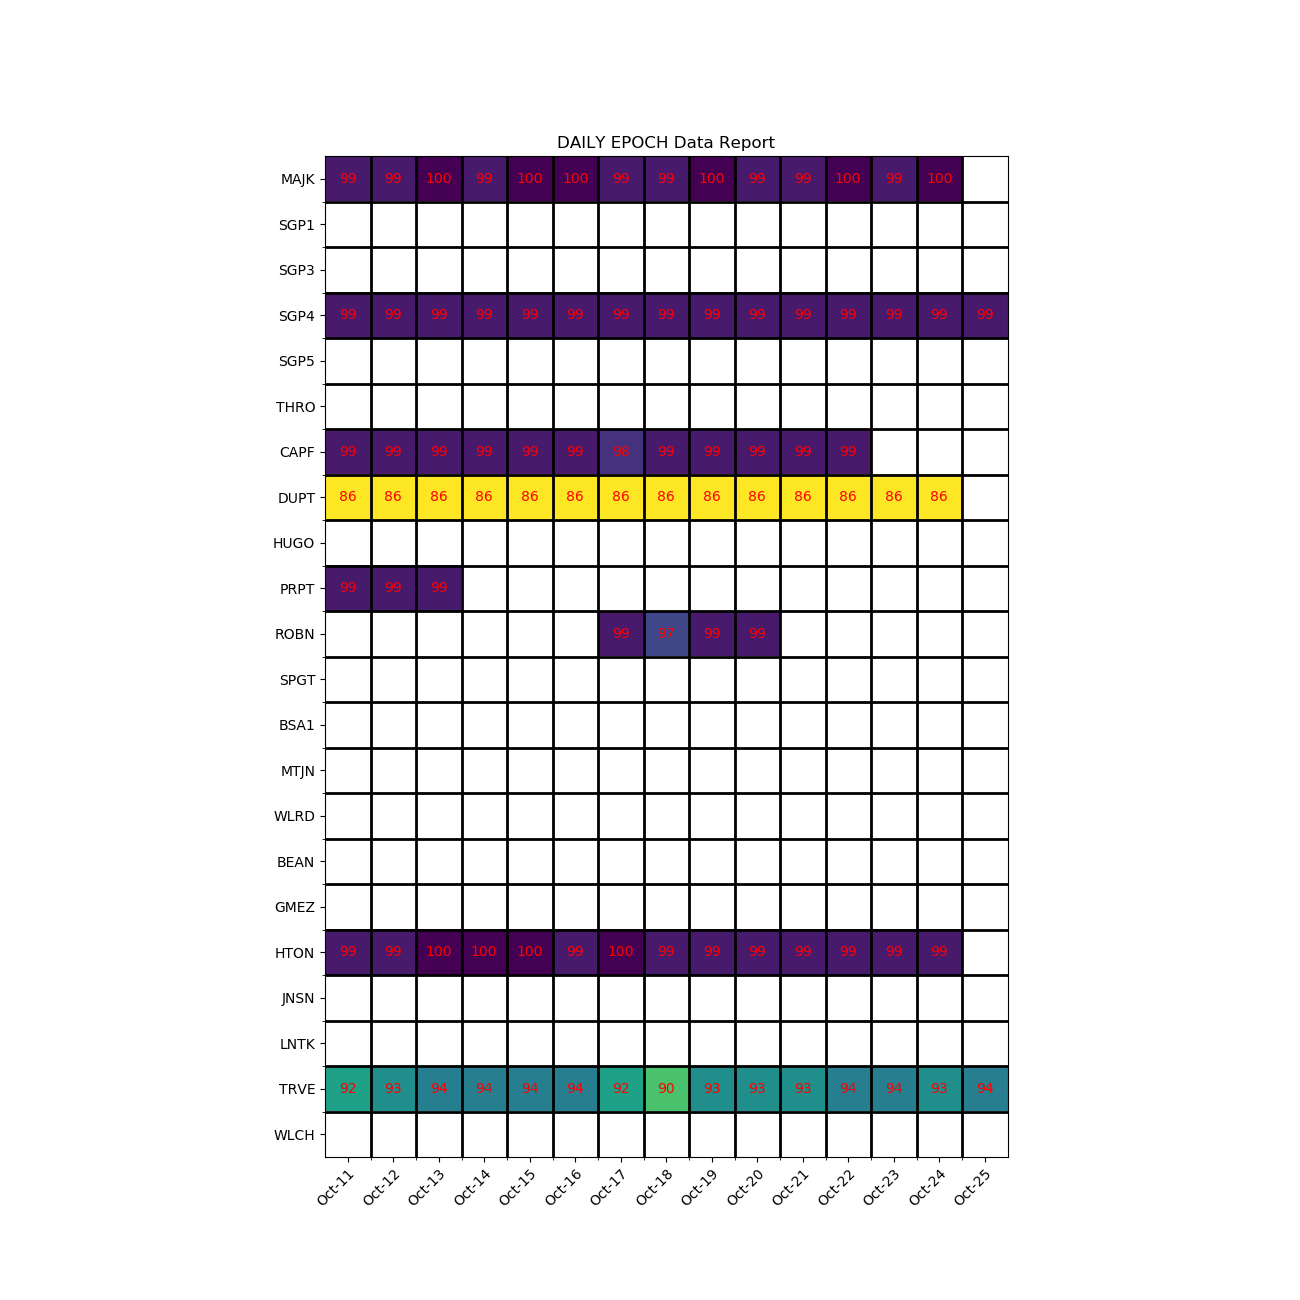 DAILY EPOCH Data Report
MAJK 99 99 100 99 100 100 99 99 100 99 99 100 99 100
SGP1
SGP3
SGP4 99 99 99 99 99 99 99 99 99 99 99 99 99 99 99
SGP5
THRO
CAPF 99 99 99 99 99 99 98 99 99 99 99 99
DUPT 86 86 86 86 86 86 86 86 86 86 86 86 86 86
HUGO
PRPT 99 99 99
ROBN 99 97 99 99
SPGT
BSA1
MTJN
WLRD
BEAN
GMEZ
HTON 99 99 100 100 100 99 100 99 99 99 99 99 99 99
JNSN
LNTK
TRVE 92 93 94 94 94 94 92 90 93 93 93 94 94 93 94
WLCH
Oct-11 Oct-12 Oct-13 Oct-14 Oct-15 Oct-16 Oct-17 Oct-18 Oct-19 Oct-20 Oct-21 Oct-22 Oct-23 Oct-24 Oct-25